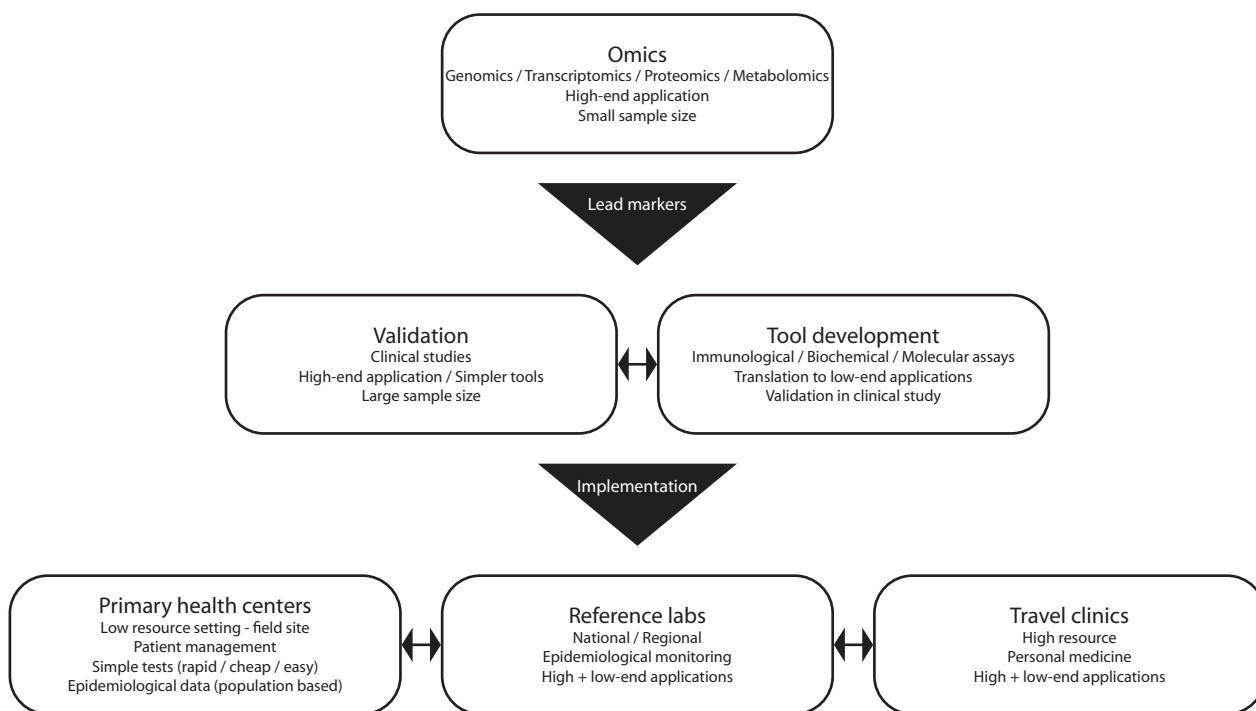 Omics
Genomics / Transcriptomics / Proteomics / Metabolomics
High-end application
Small sample size
Lead markers
Validation
Clinical studies
High-end application / Simpler tools
Large sample size
Tool development
Immunological / Biochemical / Molecular assays
Translation to low-end applications
Validation in clinical study
Implementation
Primary health centers
Low resource setting - field site
Patient management
Simple tests (rapid / cheap / easy)
Epidemiological data (population based)
Reference labs
National / Regional
Epidemiological monitoring
High + low-end applications
Travel clinics
High resource
Personal medicine
High + low-end applications